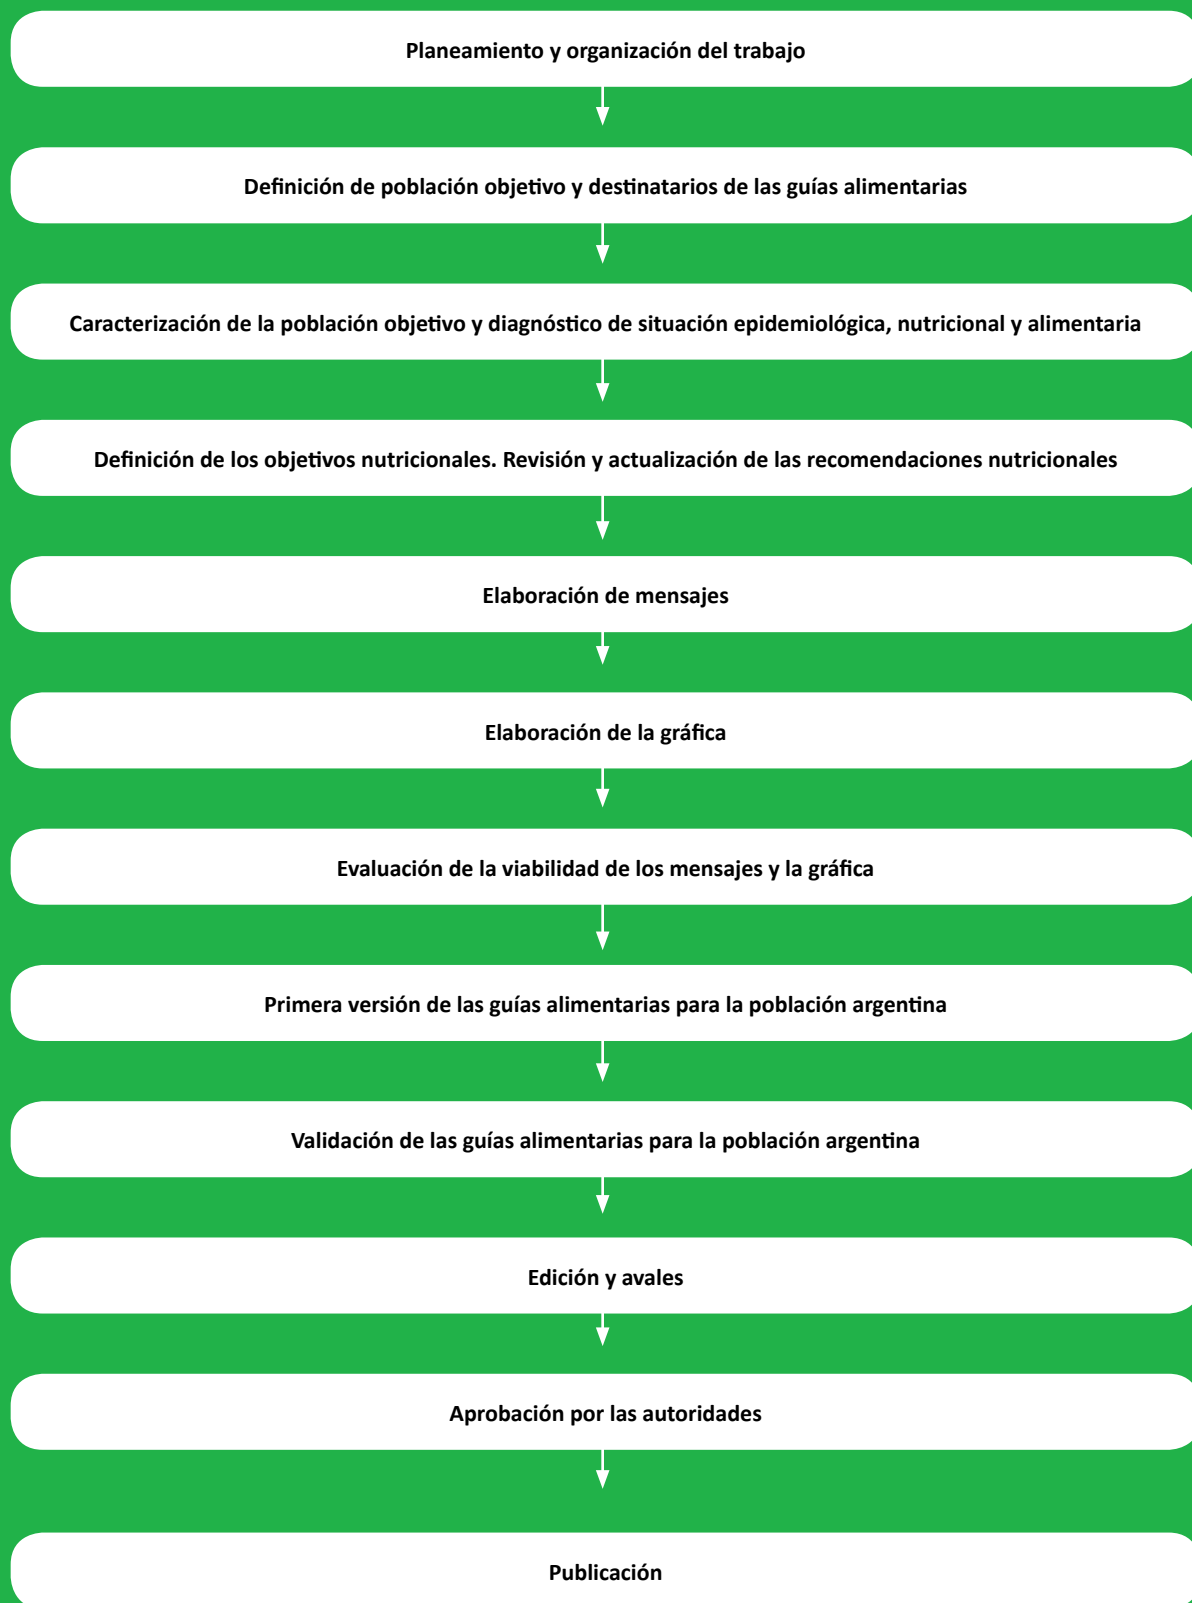 Planeamiento y organización del trabajo
Definición de población objetivo y destinatarios de las guías alimentarias
Caracterización de la población objetivo y diagnóstico de situación epidemiológica, nutricional y alimentaria
Definición de los objetivos nutricionales. Revisión y actualización de las recomendaciones nutricionales
Elaboración de mensajes
Elaboración de la gráfica
Evaluación de la viabilidad de los mensajes y la gráfica
Primera versión de las guías alimentarias para la población argentina
Validación de las guías alimentarias para la población argentina
Edición y avales
Aprobación por las autoridades
Publicación